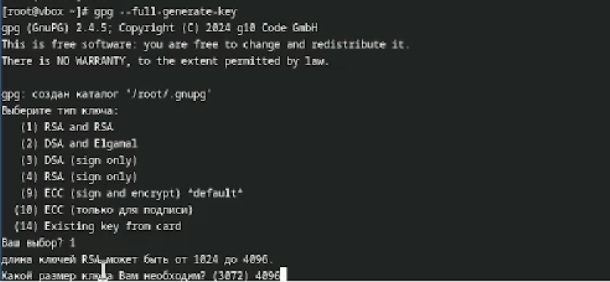 [root@vbox ~]# gpg --full-generate-key
gpg (GnuPG) 2.4.5; Copyright (C) 2024 g10 Code GmbH
This is free software: you are free to change and redistribute it.
There is NO WARRANTY, to the extent permitted by law.
gpg: создан каталог '/root/.gnupg'
Выберите тип ключа:
(1) RSA and RSA
(2) DSA and Elgamal
(3) DSA (sign only)
(4) RSA (sign only)
(9) ECC (sign and encrypt) *default*
(10) ECC (только для подписи)
(14) Existing key from card
Ваш выбор? 1
длина ключей RSA может быть от 1024 до 4096.
Какой размер ключа Вам необходим? (3072) 4096